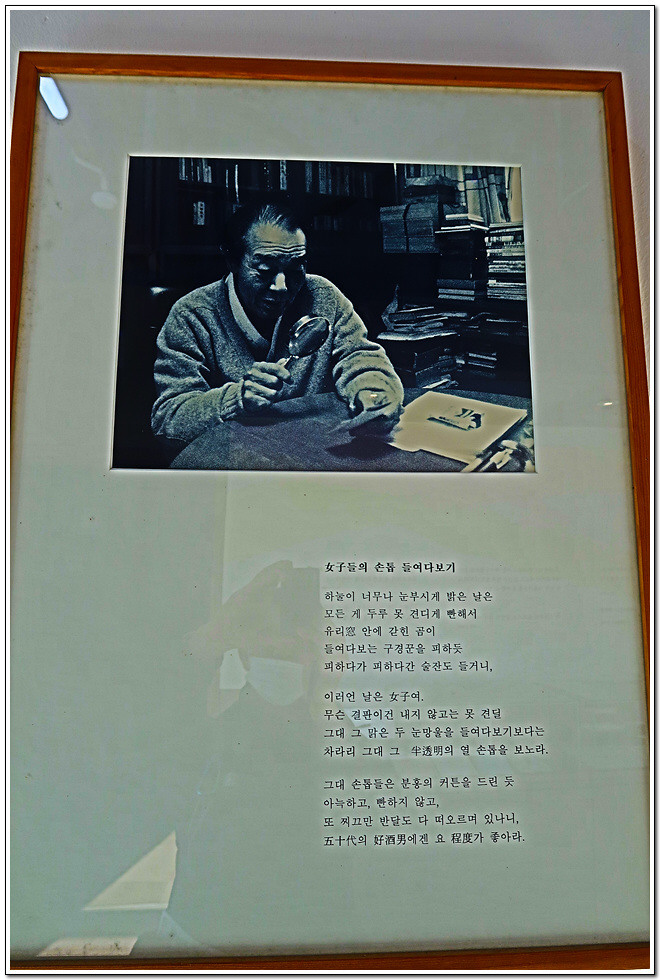 女子들의 손톱 들여다보기
하눌이 너무나 눈부시게 밝은 날은
모든 게 두루 못 견디게 빤해서
유리窓 안에 갇힌 곰이
들여다보는 구경꾼을 피하듯
피하다가 피하다간 술잔도 들거니,
이러언 날은 女子여.
무슨 결판이건 내지 않고는 못 견딜
그대 그 맑은 두 눈망울을 들여다보기보다는
차라리 그대 그 半透明의 열 손톱을 보노라.
그대 손톱들은 분홍의 커튼을 드린 듯
아늑하고, 빤하지 않고,
또 찌끄만 반달도 다 떠오르며 있나니,
五十代의 好酒男에겐 요 程度가 좋아라.